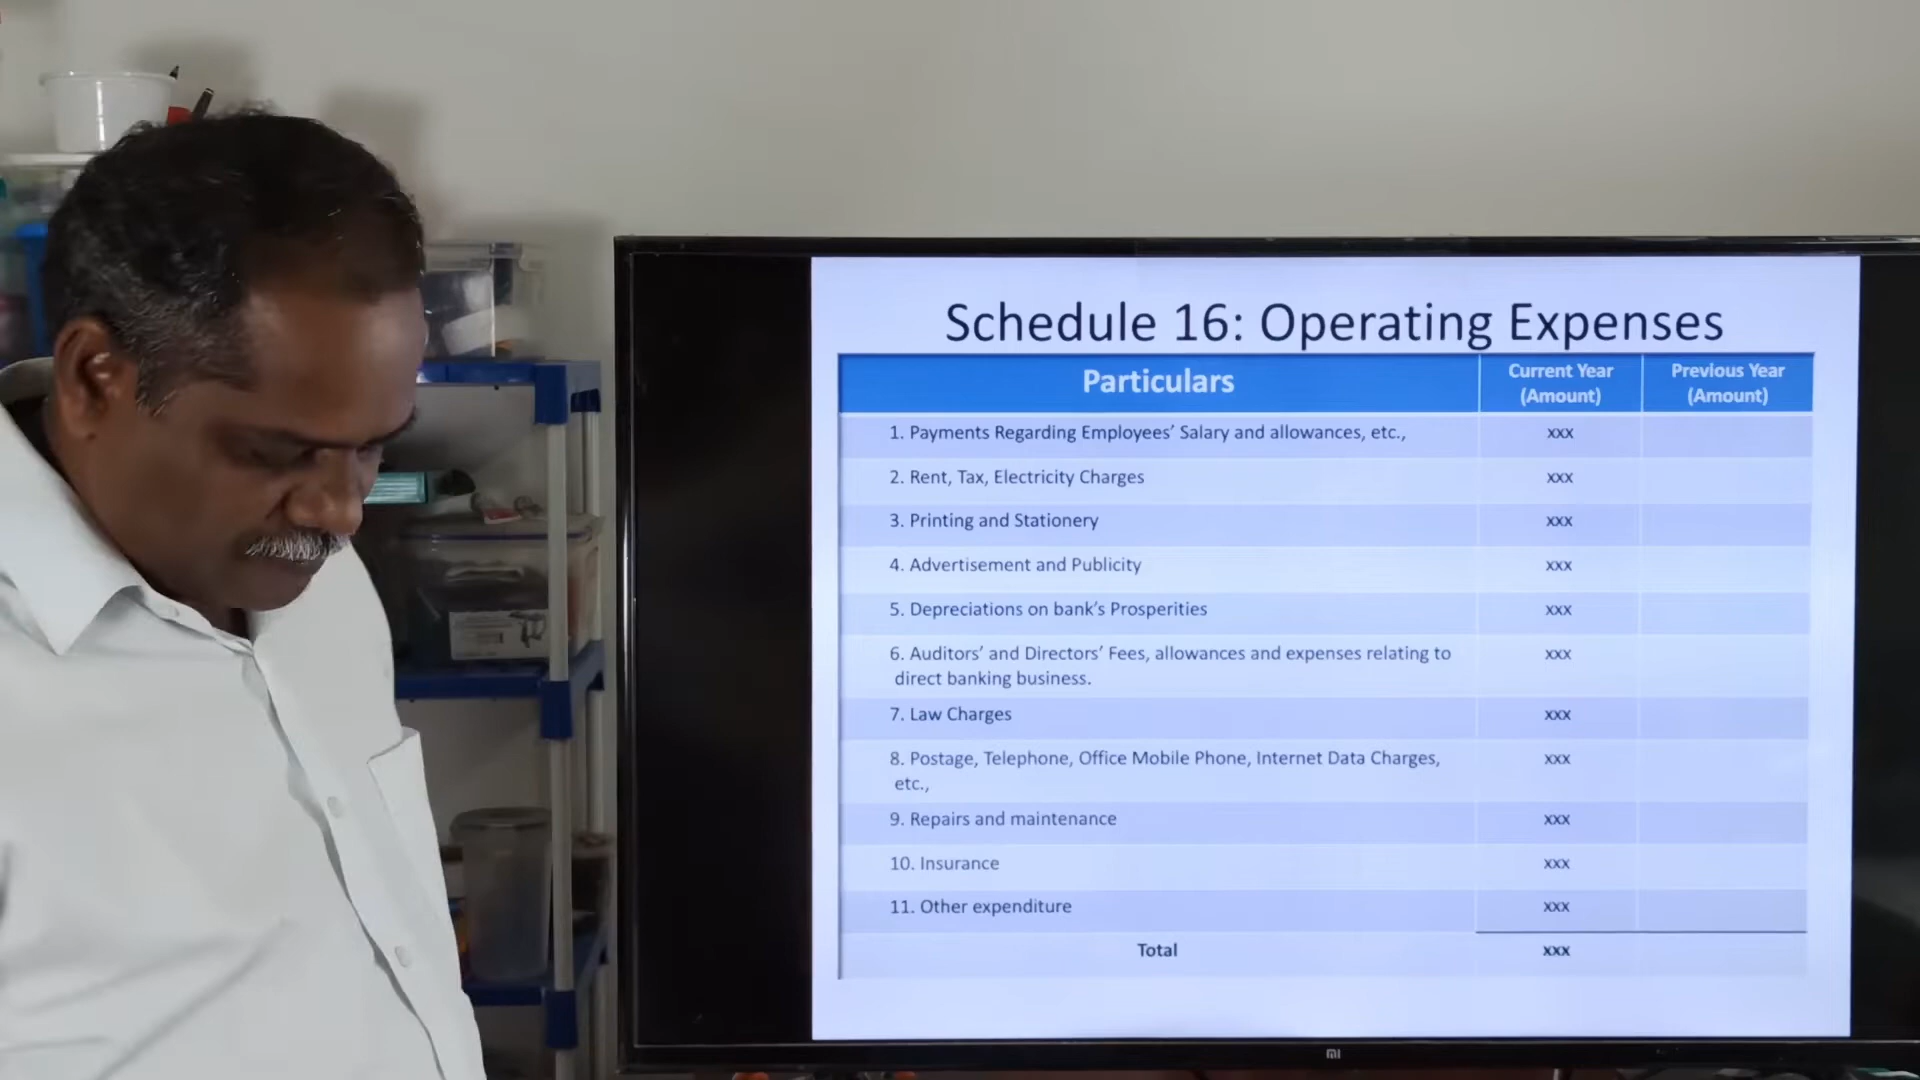 Schedule 16: Operating Expenses
Particulars
Current Year
(Amount)
Previous Year
(Amount)
1. Payments Regarding Employees' Salary and allowances, etc.,
xxx
2. Rent, Tax, Electricity Charges
xxx
3. Printing and Stationery
xxx
4. Advertisement and Publicity
xxx
5. Depreciations on bank's Prosperities
xxx
6. Auditors' and Directors' Fees, allowances and expenses relating to
direct banking business.
xxx
7. Law Charges
xxx
8. Postage, Telephone, Office Mobile Phone, Internet Data Charges,
etc.,
xxx
9. Repairs and maintenance
xxx
10. Insurance
xxx
11. Other expenditure
xxx
Total
xxx
mi